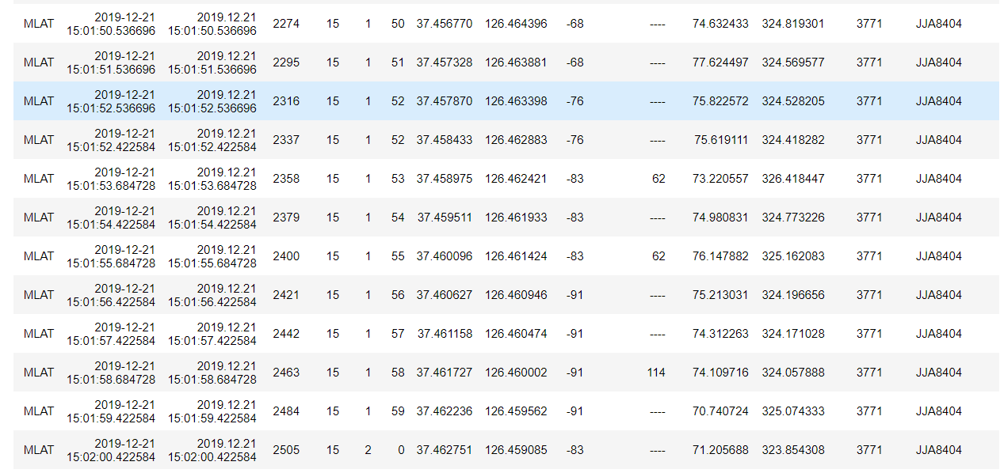 MLAT 2019-12-21 15:01:50.536696 2019.12.21 15:01:50.536696 2274 15 1 50 37.456770 126.464396 -68 ---- 74.632433 324.819301 3771 JJA8404
MLAT 2019-12-21 15:01:51.536696 2019.12.21 15:01:51.536696 2295 15 1 51 37.457328 126.463881 -68 ---- 77.624497 324.569577 3771 JJA8404
MLAT 2019-12-21 15:01:52.536696 2019.12.21 15:01:52.536696 2316 15 1 52 37.457870 126.463398 -76 ---- 75.822572 324.528205 3771 JJA8404
MLAT 2019-12-21 15:01:52.422584 2019.12.21 15:01:52.422584 2337 15 1 52 37.458433 126.462883 -76 ---- 75.619111 324.418282 3771 JJA8404
MLAT 2019-12-21 15:01:53.684728 2019.12.21 15:01:53.684728 2358 15 1 53 37.458975 126.462421 -83 62 73.220557 326.418447 3771 JJA8404
MLAT 2019-12-21 15:01:54.422584 2019.12.21 15:01:54.422584 2379 15 1 54 37.459511 126.461933 -83 ---- 74.980831 324.773226 3771 JJA8404
MLAT 2019-12-21 15:01:55.684728 2019.12.21 15:01:55.684728 2400 15 1 55 37.460096 126.461424 -83 62 76.147882 325.162083 3771 JJA8404
MLAT 2019-12-21 15:01:56.422584 2019.12.21 15:01:56.422584 2421 15 1 56 37.460627 126.460946 -91 ---- 75.213031 324.196656 3771 JJA8404
MLAT 2019-12-21 15:01:57.422584 2019.12.21 15:01:57.422584 2442 15 1 57 37.461158 126.460474 -91 ---- 74.312263 324.171028 3771 JJA8404
MLAT 2019-12-21 15:01:58.684728 2019.12.21 15:01:58.684728 2463 15 1 58 37.461727 126.460002 -91 114 74.109716 324.057888 3771 JJA8404
MLAT 2019-12-21 15:01:59.422584 2019.12.21 15:01:59.422584 2484 15 1 59 37.462236 126.459562 -91 ---- 70.740724 325.074333 3771 JJA8404
MLAT 2019-12-21 15:02:00.422584 2019.12.21 15:02:00.422584 2505 15 2 0 37.462751 126.459085 -83 ---- 71.205688 323.854308 3771 JJA8404